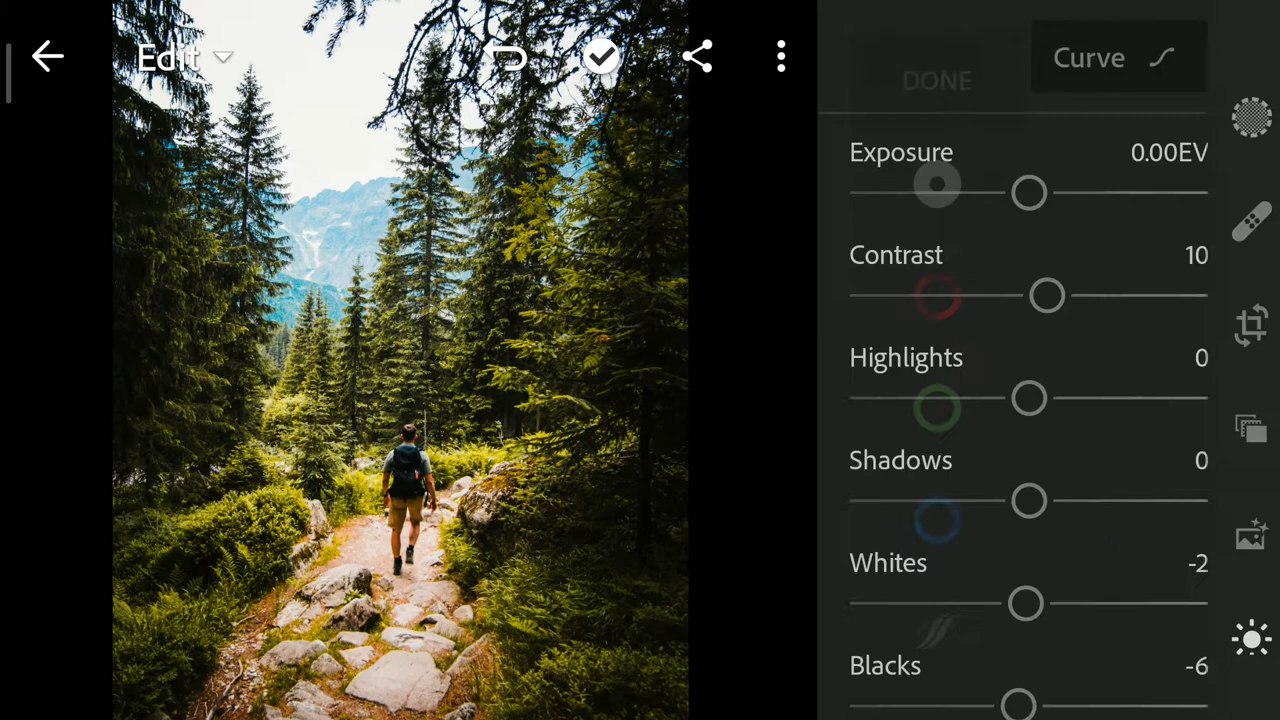 Edit
Curve
DONE
Exposure 0.00EV
Contrast 10
Highlights 0
Shadows 0
Whites -2
Blacks -6